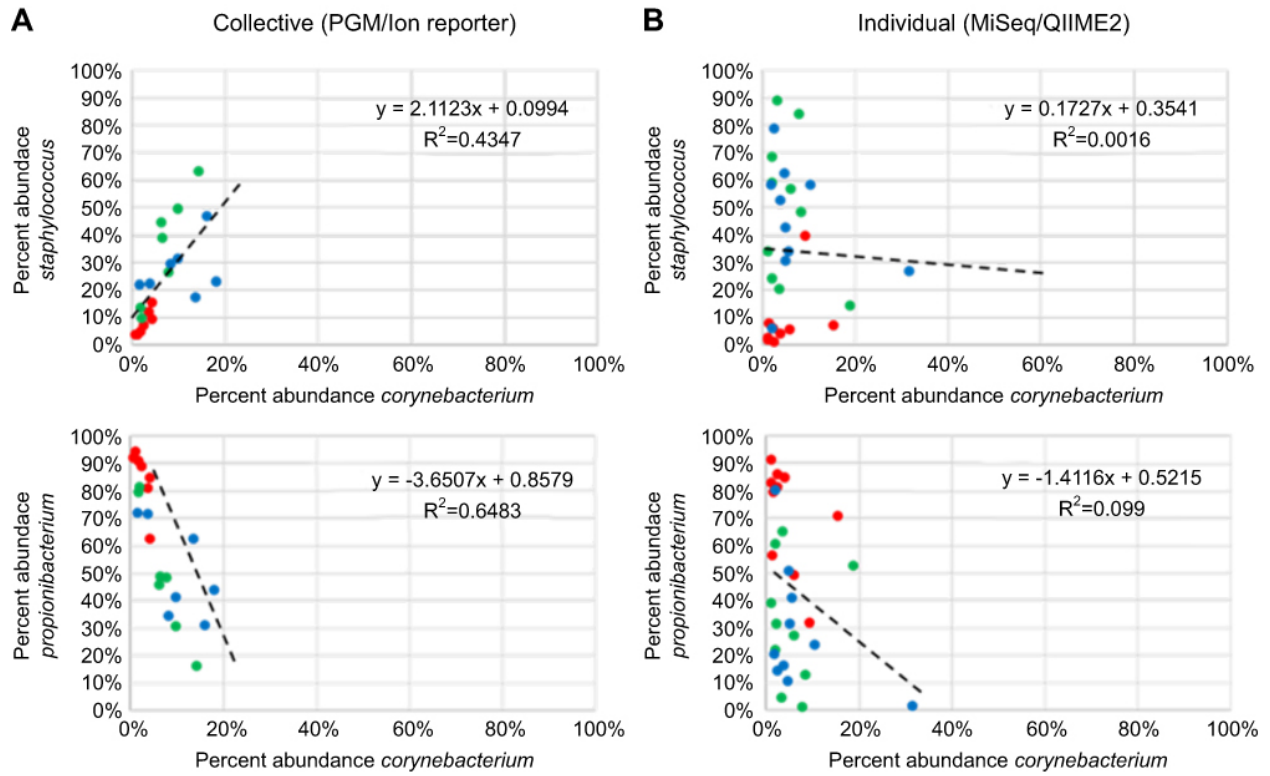 A
Collective (PGM/Ion reporter)
Percent abundace
staphylococcus
100%
90%
80%
70%
60%
50%
40%
30%
20%
10%
0%
y = 2.1123x + 0.0994
R²=0.4347
0% 20% 40% 60% 80% 100%
Percent abundance corynebacterium
B
Individual (MiSeq/QIIME2)
Percent abundace
staphylococcus
100%
90%
80%
70%
60%
50%
40%
30%
20%
10%
0%
y = 0.1727x + 0.3541
R²=0.0016
0% 20% 40% 60% 80% 100%
Percent abundance corynebacterium
Percent abundace
propionibacterium
100%
90%
80%
70%
60%
50%
40%
30%
20%
10%
0%
y = -3.6507x + 0.8579
R²=0.6483
0% 20% 40% 60% 80% 100%
Percent abundance corynebacterium
Percent abundace
propionibacterium
100%
90%
80%
70%
60%
50%
40%
30%
20%
10%
0%
y = -1.4116x + 0.5215
R²=0.099
0% 20% 40% 60% 80% 100%
Percent abundance corynebacterium